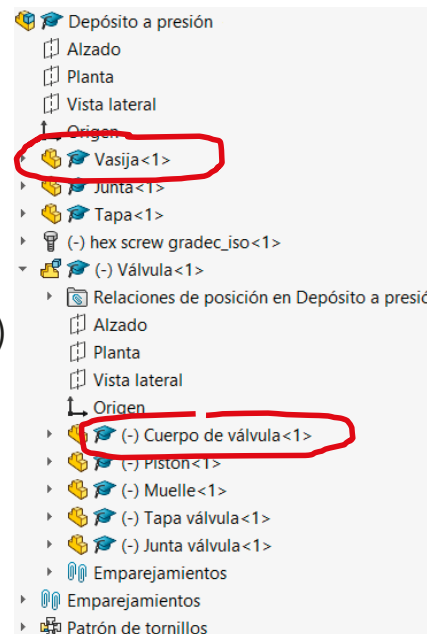 Depósito a presión
Alzado
Planta
Vista lateral
Origen
Vasija<1>
Junta<1>
Tapa<1>
(-) hex screw gradec_iso<1>
(-) Válvula<1>
Relaciones de posición en Depósito a presió
Alzado
)
Planta
Vista lateral
Origen
(-) Cuerpo de válvula<1>
(-) Pistón<1>
(-) Muelle<1>
(-) Tapa válvula<1>
(-) Junta válvula<1>
Emparejamientos
Emparejamientos
Patrón de tornillos